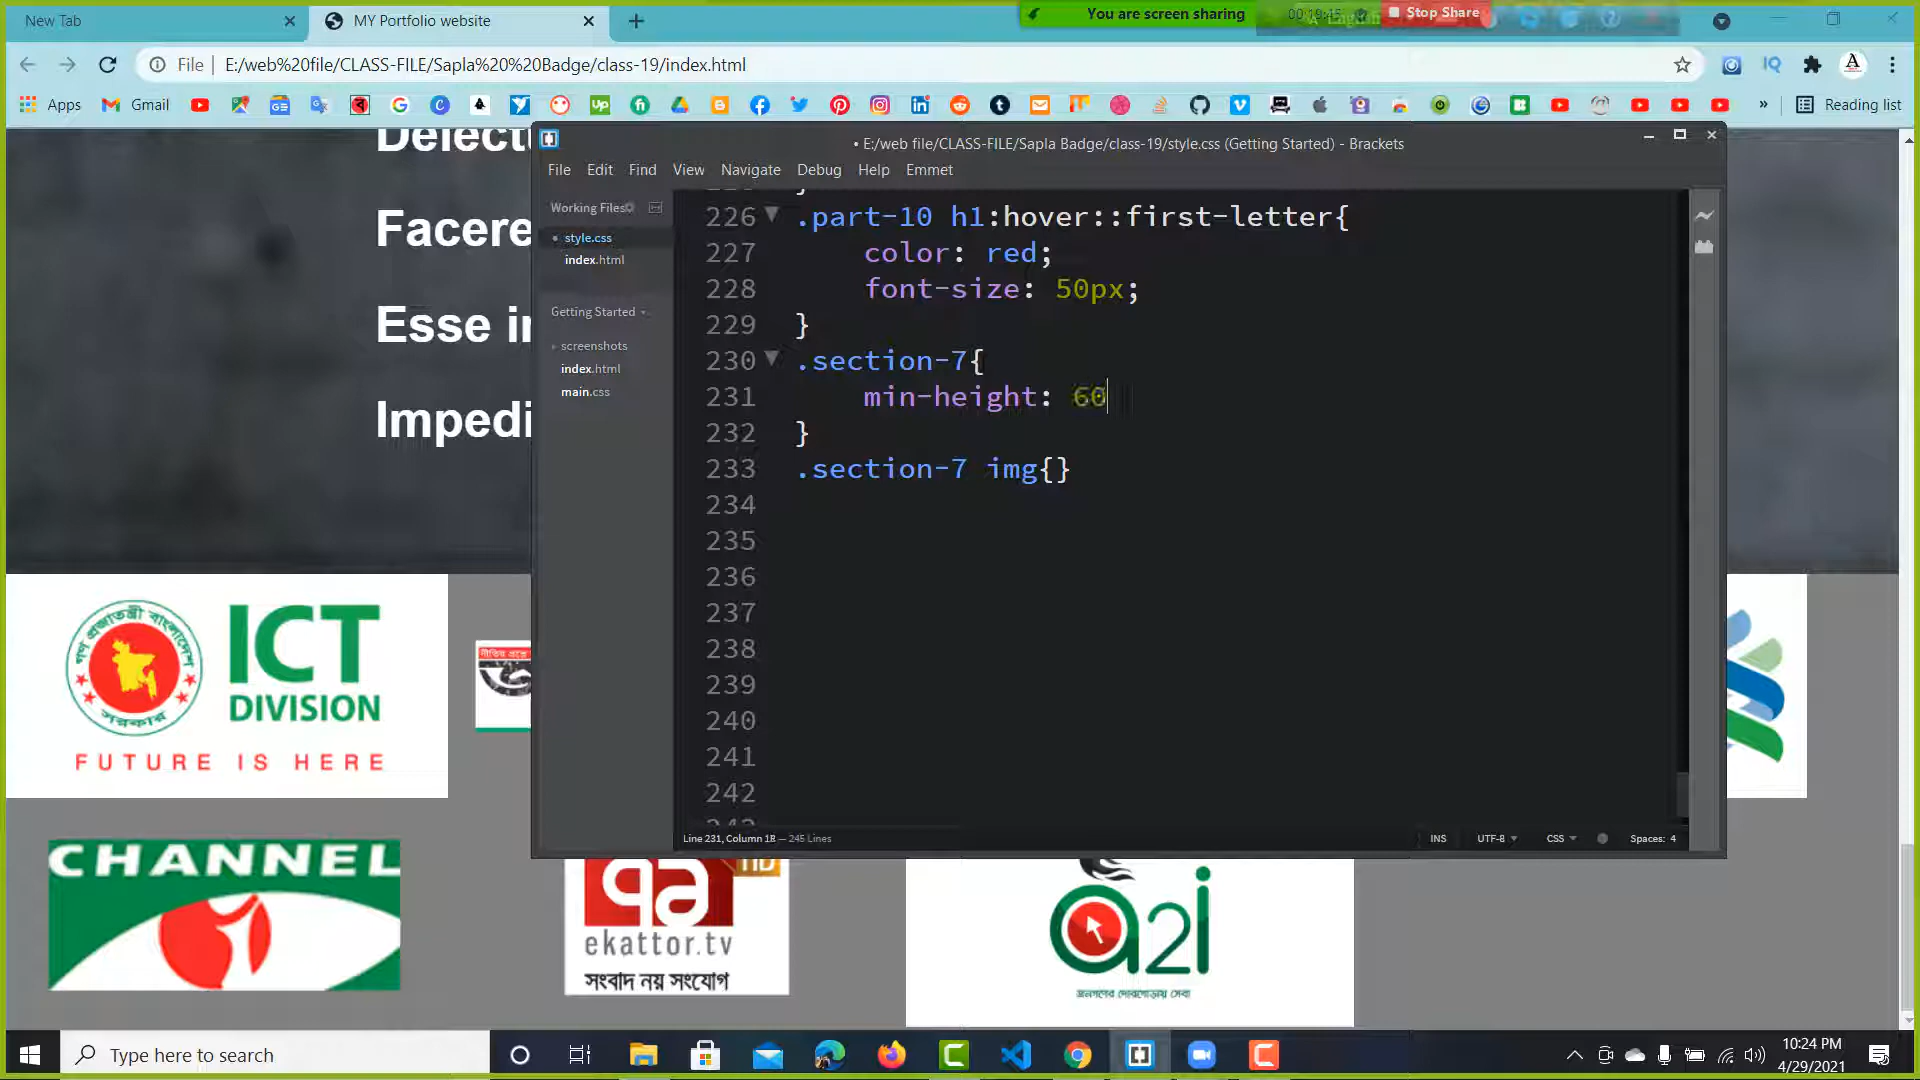 New Tab
MY Portfolio website
You are screen sharing
00:19:45
Stop Share
File
E:/web%20file/CLASS-FILE/Sapla%20%20Badge/class-19/index.html
Apps
Gmail
Reading list
Facere
Esse i
Impedi
• E:/web file/CLASS-FILE/Sapla Badge/class-19/style.css (Getting Started) - Brackets
File Edit Find View Navigate Debug Help Emmet
Working Files
style.css
index.html
Getting Started
screenshots
index.html
main.css
226 .part-10 h1:hover::first-letter{
227 color: red;
228 font-size: 50px;
229 }
230 .section-7{
231 min-height: 60
232 }
233 .section-7 img{}
234
235
236
237
238
239
240
241
242
Line 231, Column 18 — 245 Lines
INS
UTF-8
CSS
Spaces: 4
ICT
DIVISION
FUTURE IS HERE
CHANNEL
HD
ekattor.tv
সংবাদ নয় সংযোগ
a2i
Type here to search
10:24 PM
4/29/2021